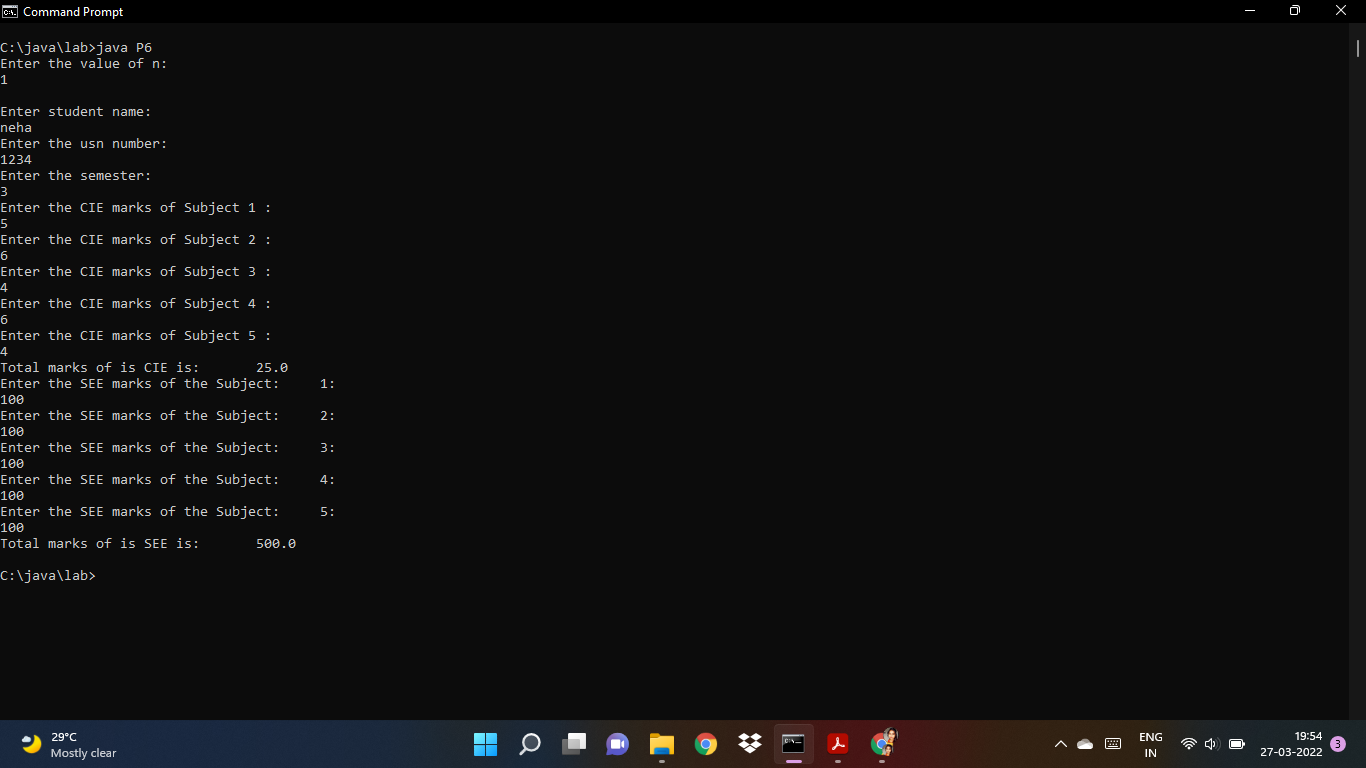 Command Prompt
C:\java\lab>java P6
Enter the value of n:
1
Enter student name:
neha
Enter the usn number:
1234
Enter the semester:
3
Enter the CIE marks of Subject 1 :
5
Enter the CIE marks of Subject 2 :
6
Enter the CIE marks of Subject 3 :
4
Enter the CIE marks of Subject 4 :
6
Enter the CIE marks of Subject 5 :
4
Total marks of is CIE is: 25.0
Enter the SEE marks of the Subject: 1:
100
Enter the SEE marks of the Subject: 2:
100
Enter the SEE marks of the Subject: 3:
100
Enter the SEE marks of the Subject: 4:
100
Enter the SEE marks of the Subject: 5:
100
Total marks of is SEE is: 500.0
C:\java\lab>
29°C
Mostly clear
ENG
IN
19:54
27-03-2022
3